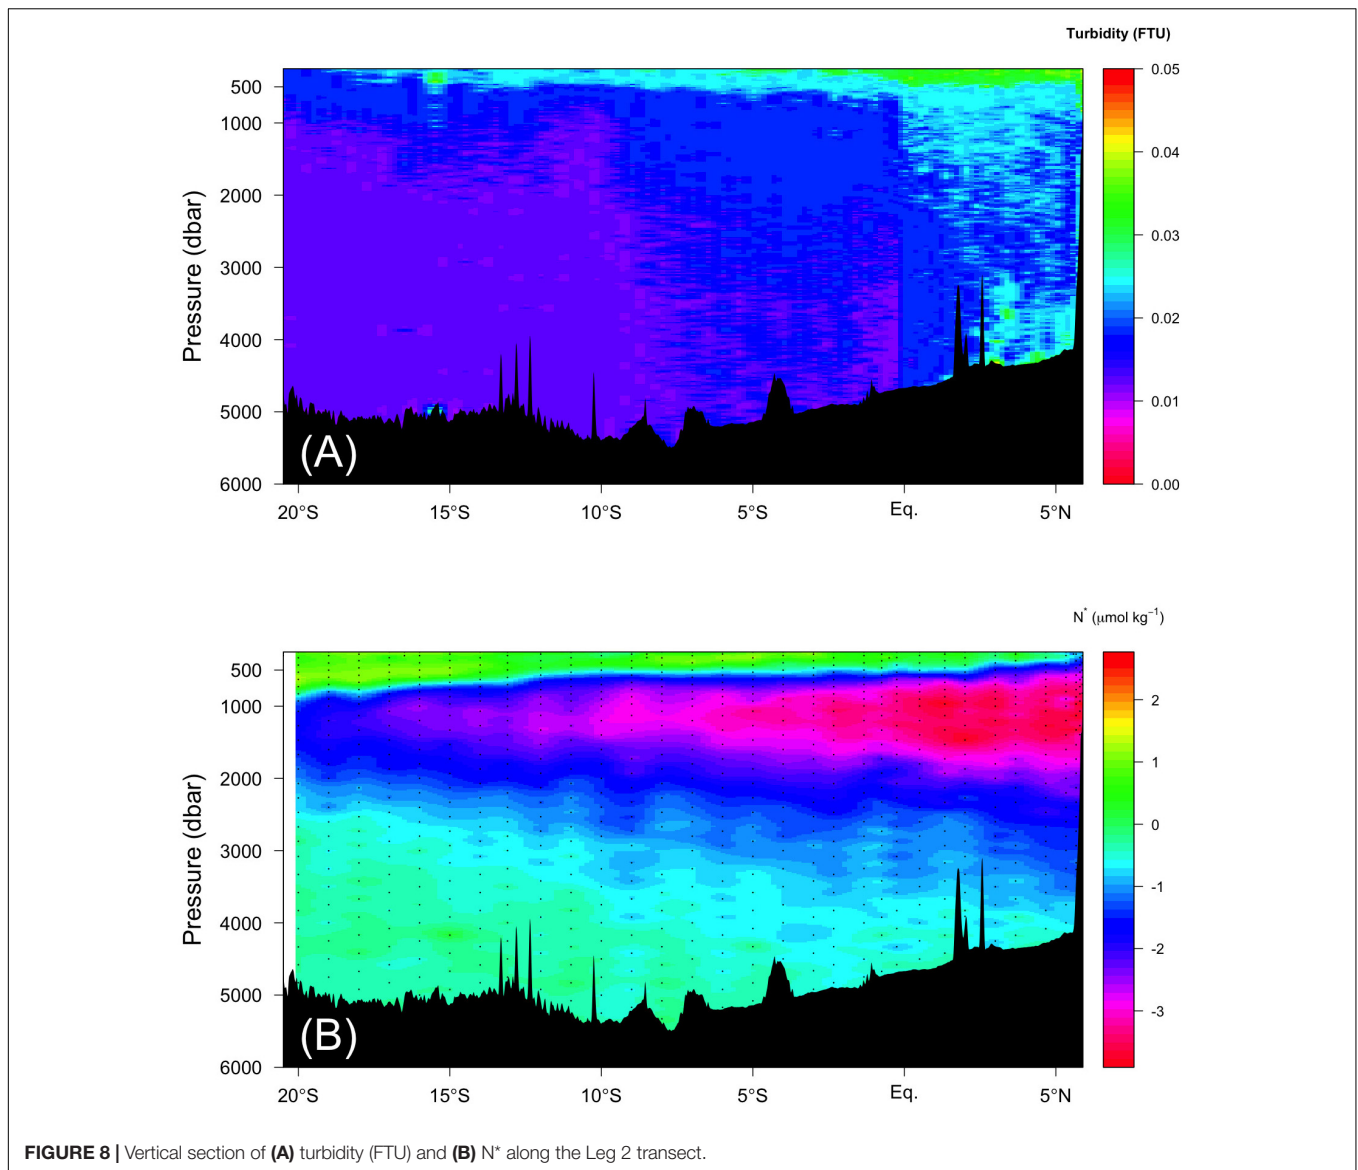 Turbidity (FTU)
500
1000
2000
3000
4000
5000
6000
Pressure (dbar)
(A)
20°S
15°S
10°S
5°S
Eq.
5°N
0.05
0.04
0.03
0.02
0.01
0.00
N* (μmol kg⁻¹)
500
1000
2000
3000
4000
5000
6000
Pressure (dbar)
(B)
20°S
15°S
10°S
5°S
Eq.
5°N
2
1
0
-1
-2
-3
FIGURE 8 | Vertical section of (A) turbidity (FTU) and (B) N* along the Leg 2 transect.